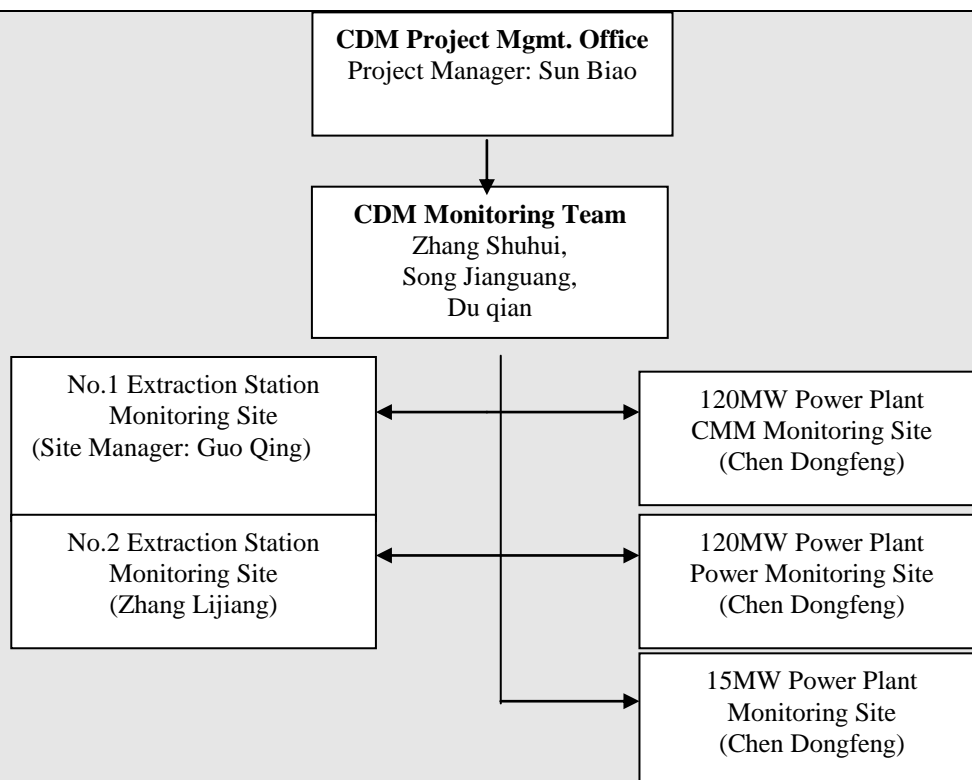 CDM Project Mgmt. Office
Project Manager: Sun Biao
CDM Monitoring Team
Zhang Shuhui,
Song Jianguang,
Du qian
No.1 Extraction Station
Monitoring Site
(Site Manager: Guo Qing)
120MW Power Plant
CMM Monitoring Site
(Chen Dongfeng)
No.2 Extraction Station
Monitoring Site
(Zhang Lijiang)
120MW Power Plant
Power Monitoring Site
(Chen Dongfeng)
15MW Power Plant
Monitoring Site
(Chen Dongfeng)